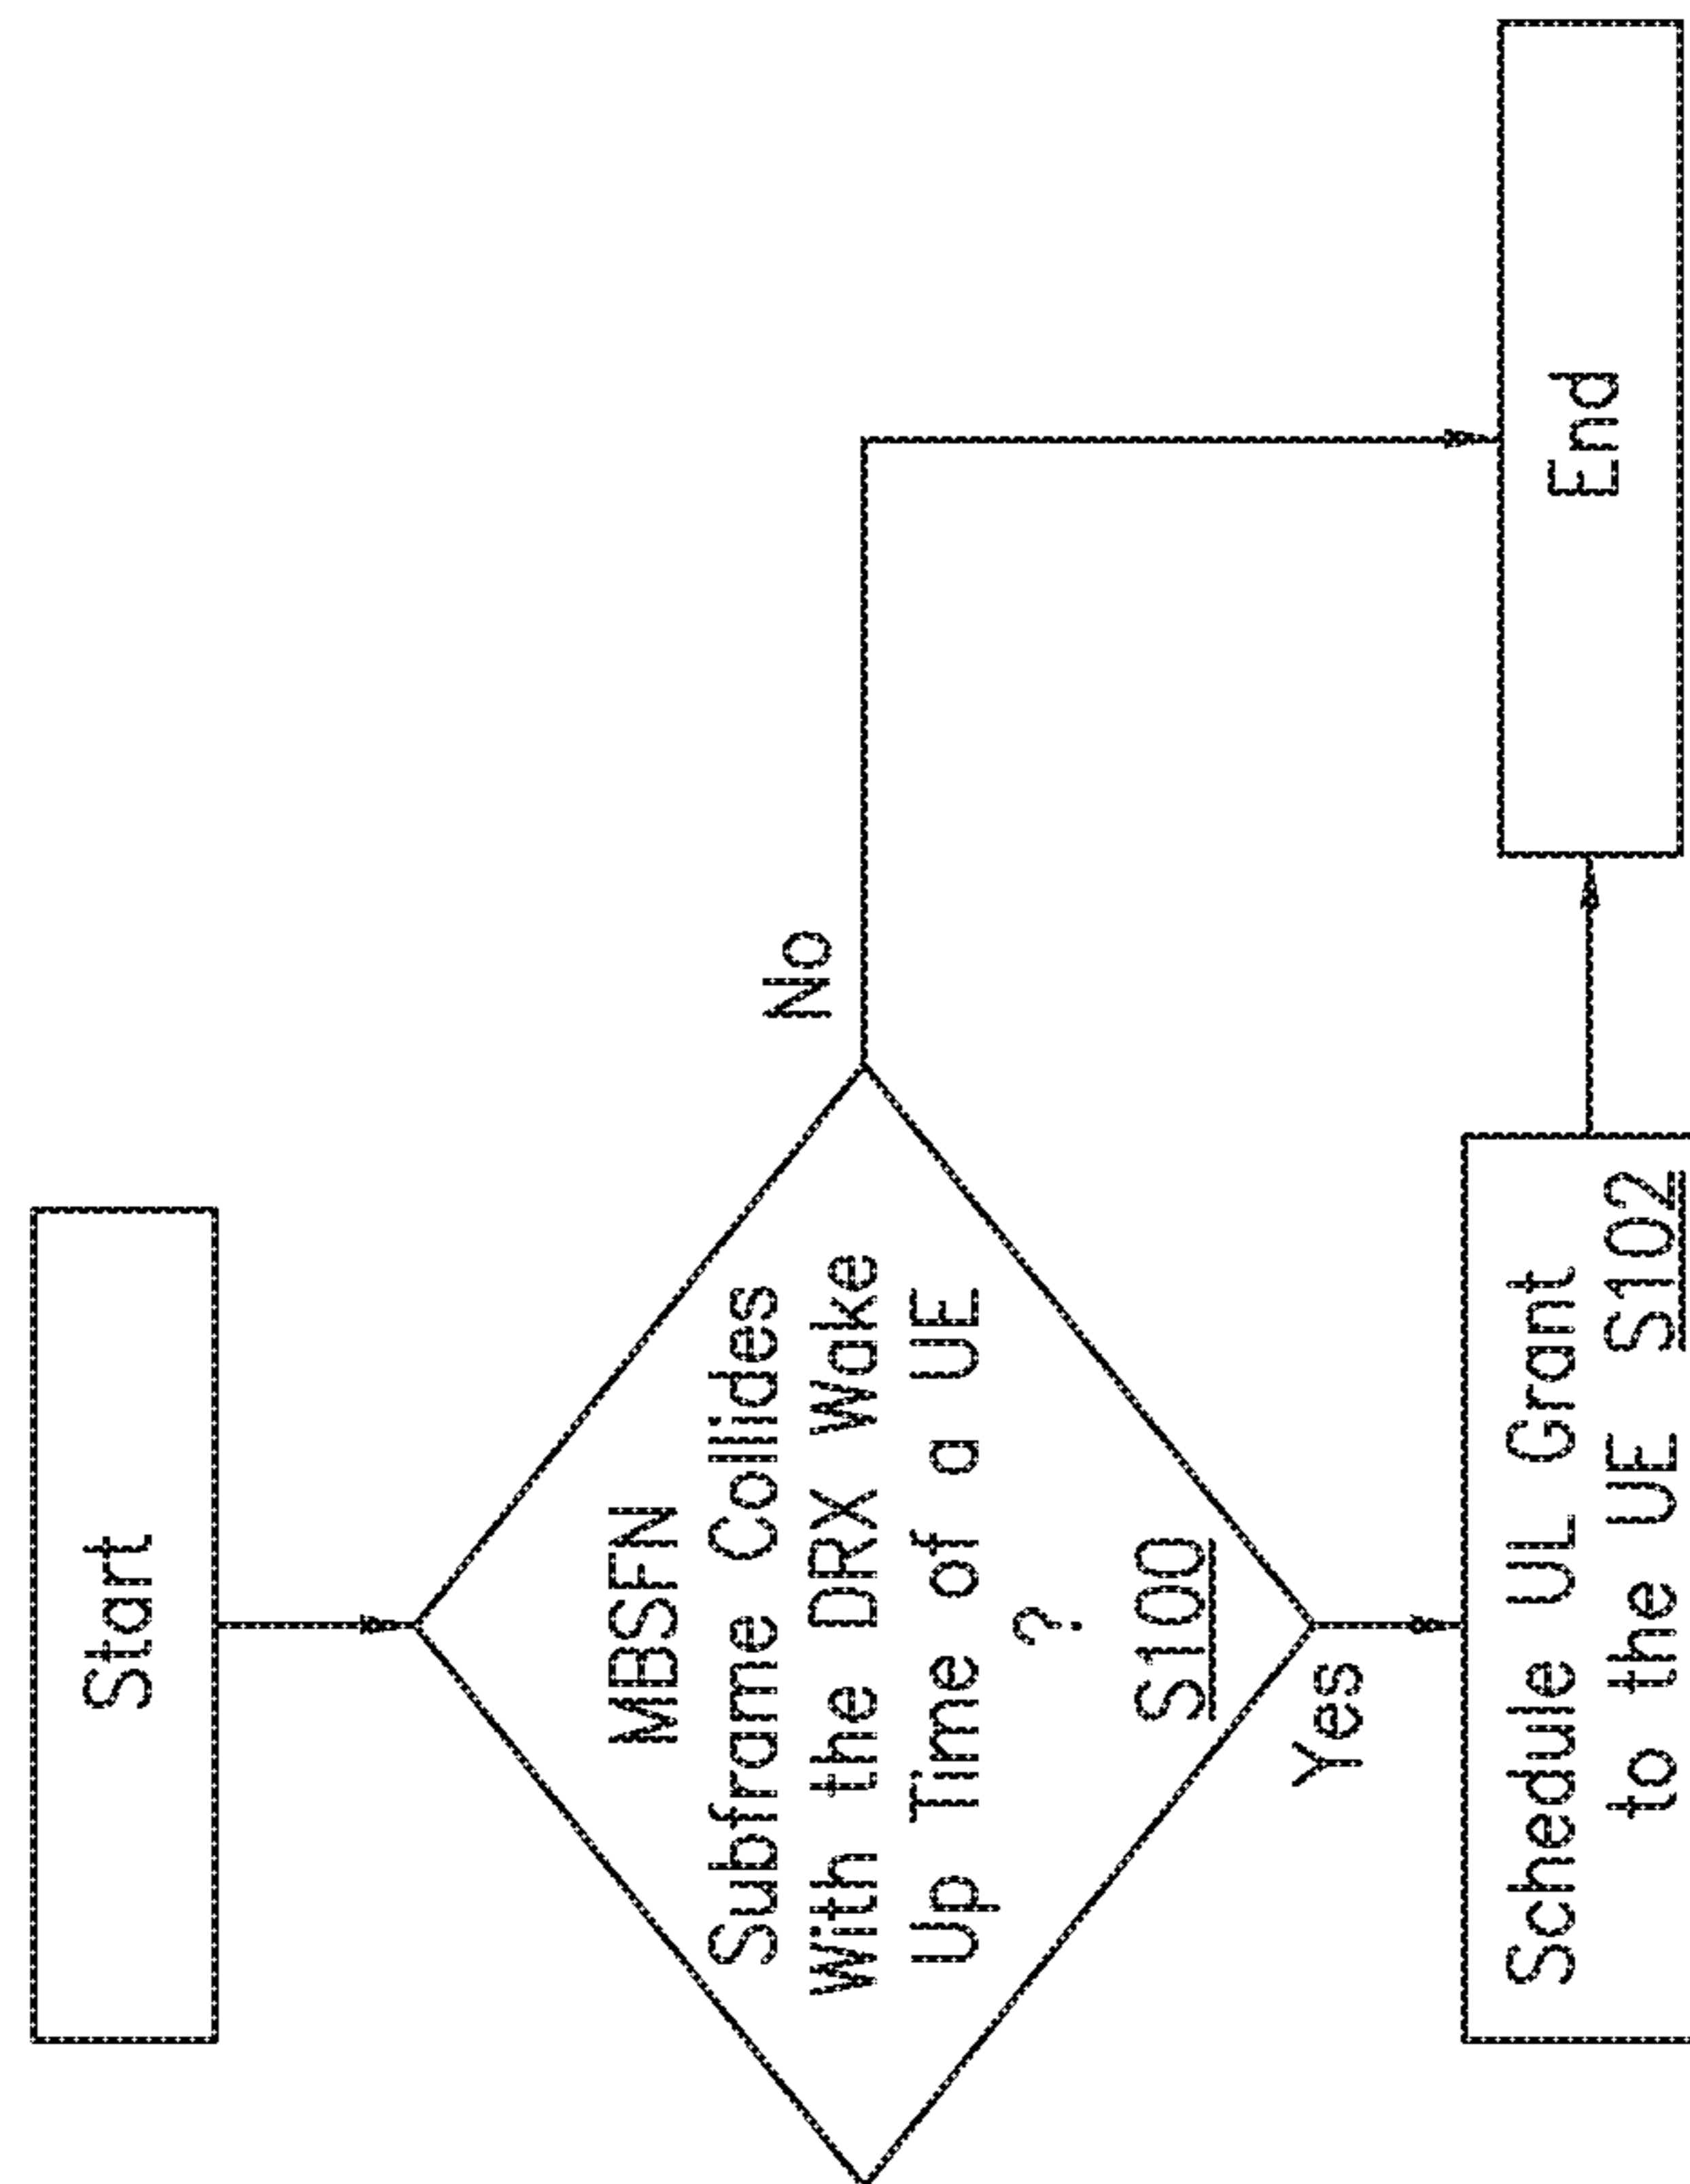 Start
MBSFN
Subframe Collides
With the DRX Wake
Up Time of a UE
?
S100
No
Yes
Schedule UL Grant
to the UE S102
End